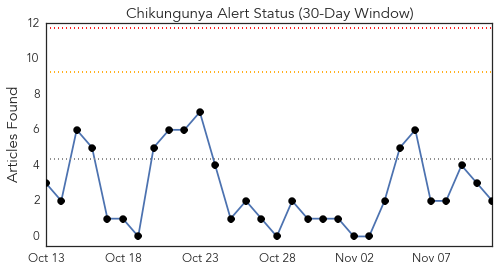 Chikungunya Alert Status (30-Day Window)
Articles Found
12
10
8
6
4
2
0
Oct 13
Oct 18
Oct 23
Oct 28
Nov 02
Nov 07